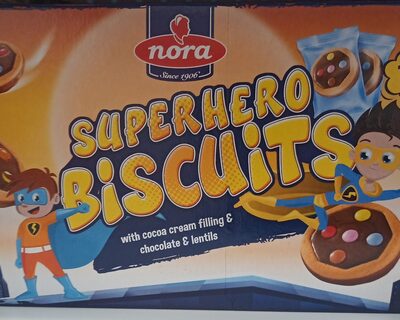 nora
Since 1906
SUPERHERO
BISCUITS
with cocoa cream filling &
chocolate & lentils